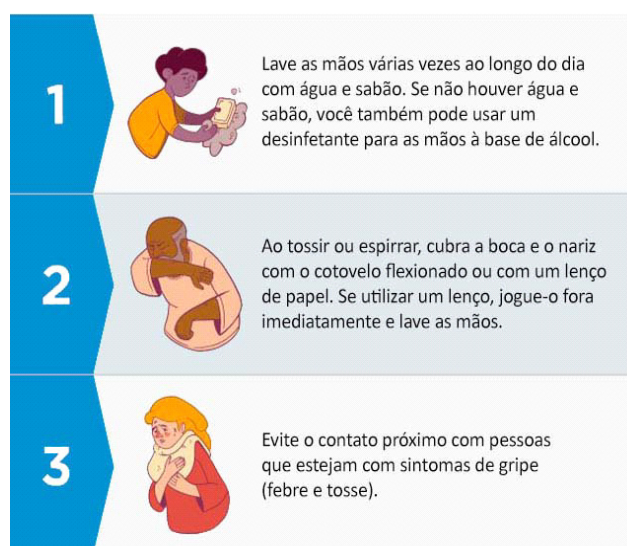 1
Lave as mãos várias vezes ao longo do dia
com água e sabão. Se não houver água e
sabão, você também pode usar um
desinfetante para as mãos à base de álcool.
2
Ao tossir ou espirrar, cubra a boca e o nariz
com o cotovelo flexionado ou com um lenço
de papel. Se utilizar um lenço, jogue-o fora
imediatamente e lave as mãos.
3
Evite o contato próximo com pessoas
que estejam com sintomas de gripe
(febre e tosse).